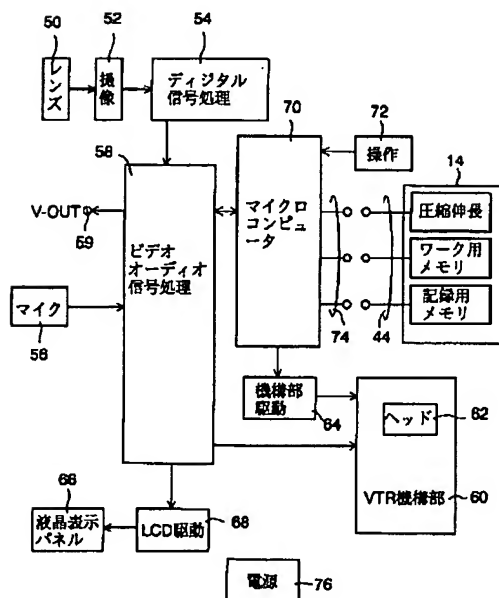 50
52
54
レンズ
撮像
ディジタル
信号処理
58
70
72
操作
14
V-OUT
69
ビデオ
オーディオ
信号処理
マイクロ
コンピュータ
圧縮伸長
ワーク用
メモリ
記録用
メモリ
マイク
56
74
44
機構部
駆動
64
ヘッド
62
66
液晶表示
パネル
LCD駆動
68
VTR機構部
60
電源
76